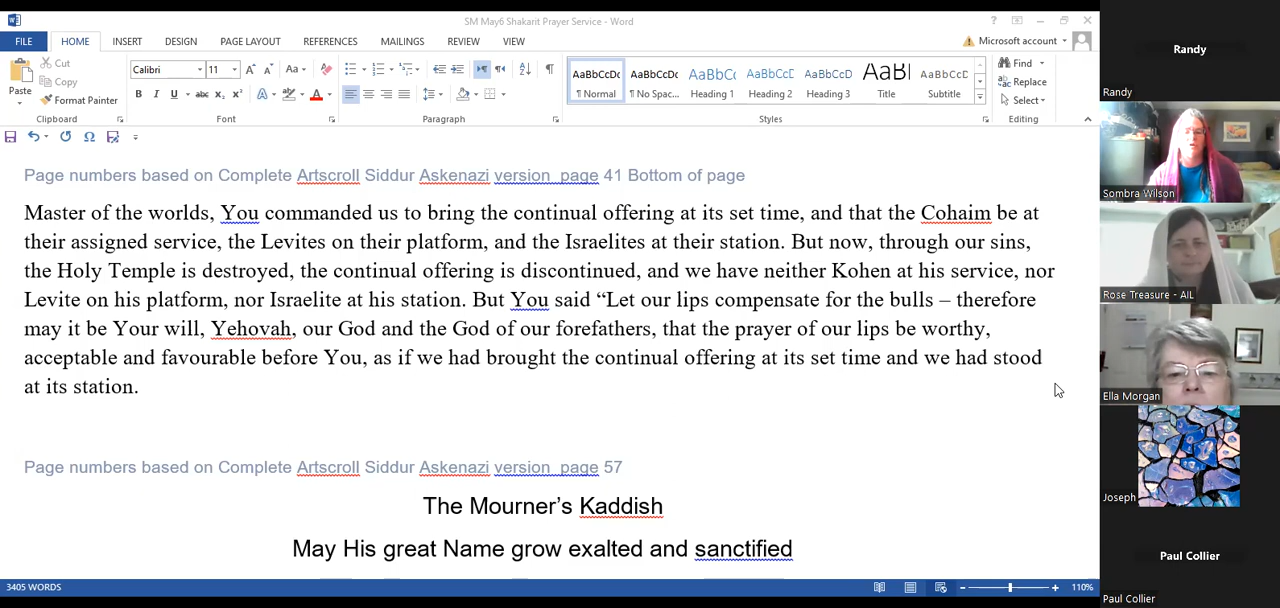 SM May6 Shakarit Prayer Service - Word
FILE HOME INSERT DESIGN PAGE LAYOUT REFERENCES MAILINGS REVIEW VIEW Microsoft account
Cut
Copy
Format Painter
Paste
Calibri 11
AaBbCcDc AaBbCcDc AaBbCc AaBbCcD AaBbCcD AaBl AaBbCcD
¶ Normal ¶ No Spac... Heading 1 Heading 2 Heading 3 Title Subtitle
Find
Replace
Select
Clipboard Font Paragraph Styles Editing
Page numbers based on Complete Artscroll Siddur Askenazi version page 41 Bottom of page
Master of the worlds, You commanded us to bring the continual offering at its set time, and that the Cohaim be at
their assigned service, the Levites on their platform, and the Israelites at their station. But now, through our sins,
the Holy Temple is destroyed, the continual offering is discontinued, and we have neither Kohen at his service, nor
Levite on his platform, nor Israelite at his station. But You said “Let our lips compensate for the bulls – therefore
may it be Your will, Yehovah, our God and the God of our forefathers, that the prayer of our lips be worthy,
acceptable and favourable before You, as if we had brought the continual offering at its set time and we had stood
at its station.
Page numbers based on Complete Artscroll Siddur Askenazi version page 57
The Mourner’s Kaddish
May His great Name grow exalted and sanctified
3405 WORDS
110%
Randy
Randy
Sombra Wilson
Rose Treasure - AIL
Ella Morgan
Joseph
Paul Collier
Paul Collier